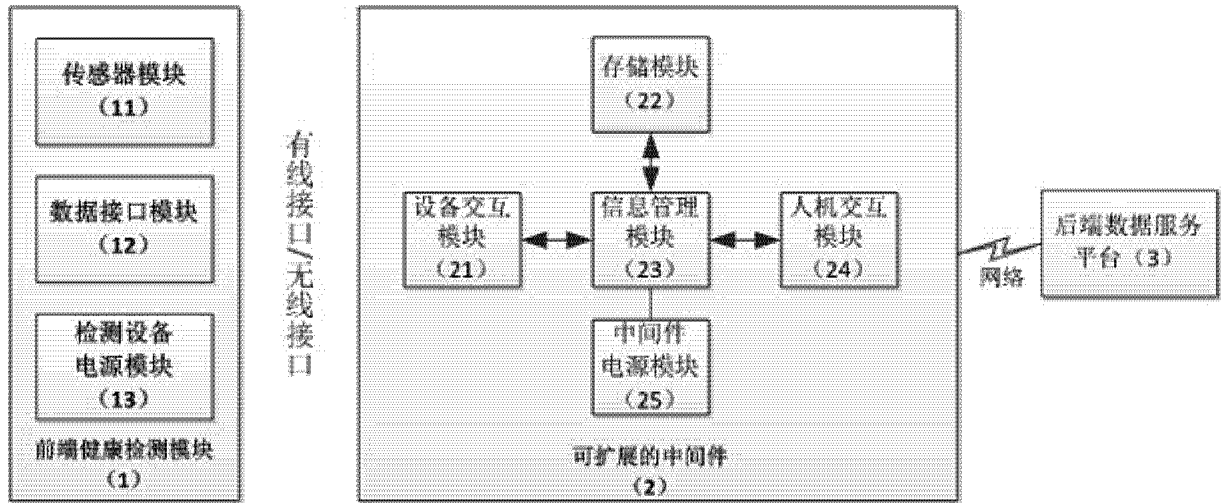 传感器模块
（11）
数据接口模块
（12）
检测设备
电源模块
（13）
前端健康检测模块
（1）
有线接口/无线接口
存储模块
（22）
设备交互
模块
（21）
信息管理
模块
（23）
人机交互
模块
（24）
中间件
电源模块
（25）
可扩展的中间件
（2）
网络
后端数据服务
平台（3）